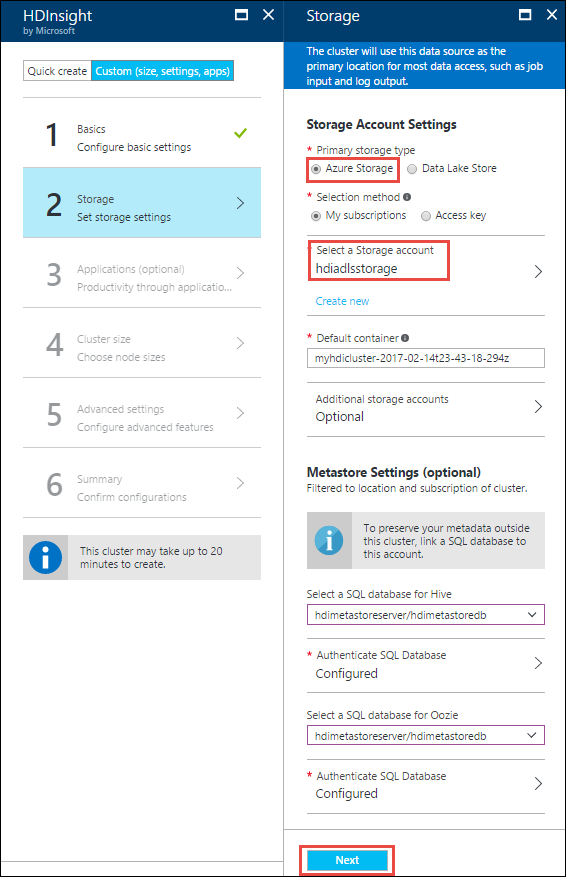 HDInsight
by Microsoft
Quick create
Custom (size, settings, apps)
1
Basics
Configure basic settings
2
Storage
Set storage settings
3
Applications (optional)
Productivity through applicatio...
4
Cluster size
Choose node sizes
5
Advanced settings
Configure advanced features
6
Summary
Confirm configurations
This cluster may take up to 20
minutes to create.
Storage
The cluster will use this data source as the
primary location for most data access, such as job
input and log output.
Storage Account Settings
* Primary storage type
Azure Storage
Data Lake Store
* Selection method
My subscriptions
Access key
* Select a Storage account
hdiadlsstorage
Create new
* Default container
myhdicluster-2017-02-14t23-43-18-294z
Additional storage accounts
Optional
Metastore Settings (optional)
Filtered to location and subscription of cluster.
To preserve your metadata outside
this cluster, link a SQL database to
this account.
Select a SQL database for Hive
hdimetastoreserver/hdimetastoredb
* Authenticate SQL Database
Configured
Select a SQL database for Oozie
hdimetastoreserver/hdimetastoredb
* Authenticate SQL Database
Configured
Next